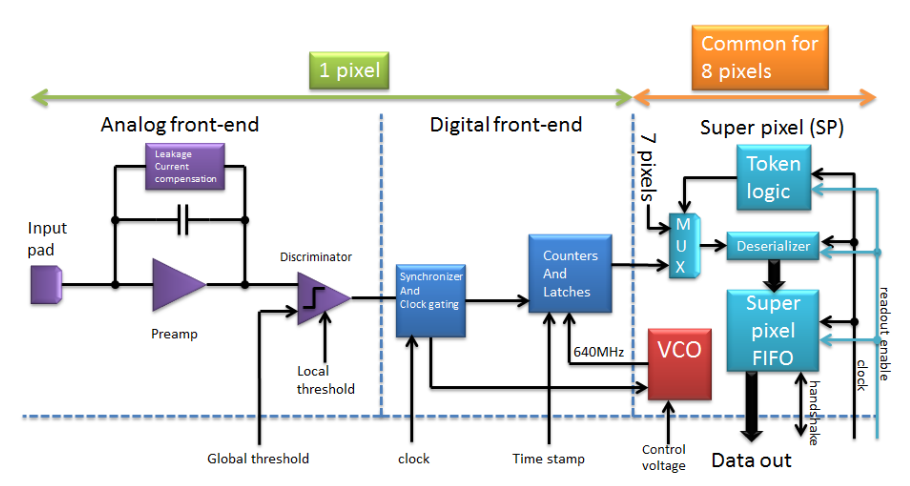 1 pixel
Common for
8 pixels
Analog front-end
Digital front-end
Super pixel (SP)
Leakage
Current
compensation
7 pixels
Token
logic
Input
pad
M
U
X
Deserializer
Discriminator
Synchronizer
And
Clock gating
Counters
And
Latches
Super
pixel
FIFO
readout enable
Preamp
640MHz
VCO
clock
Local
threshold
handshake
Global threshold
clock
Time stamp
Control
voltage
Data out